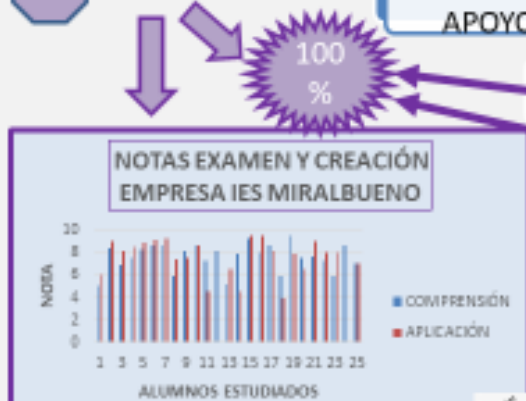 APOYO
100
%
NOTAS EXAMEN Y CREACIÓN
EMPRESA IES MIRALBUENO
10
8
6
4
2
0
NOTA
COMPRENSIÓN
APLICACIÓN
1 3 5 7 9 11 13 15 17 19 21 23 25
ALUMNOS ESTUDIADOS